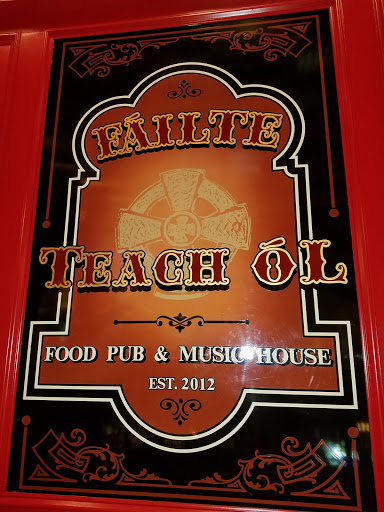 FÁILTE
TEACH ÓL
FOOD PUB & MUSIC HOUSE
EST. 2012